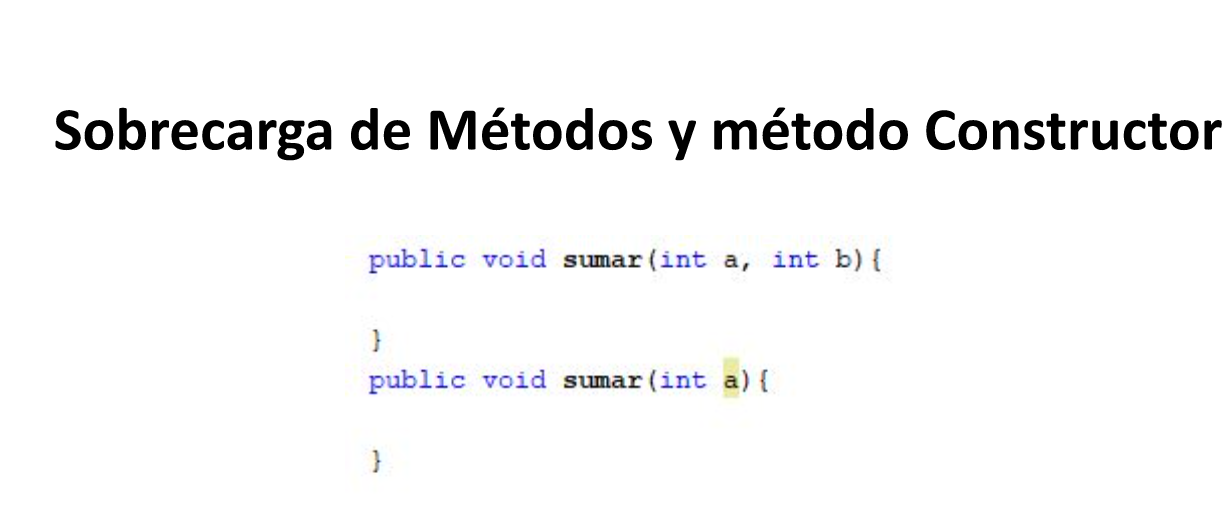 Sobrecarga de Métodos y método Constructor
public void sumar(int a, int b){
}
public void sumar(int a){
}